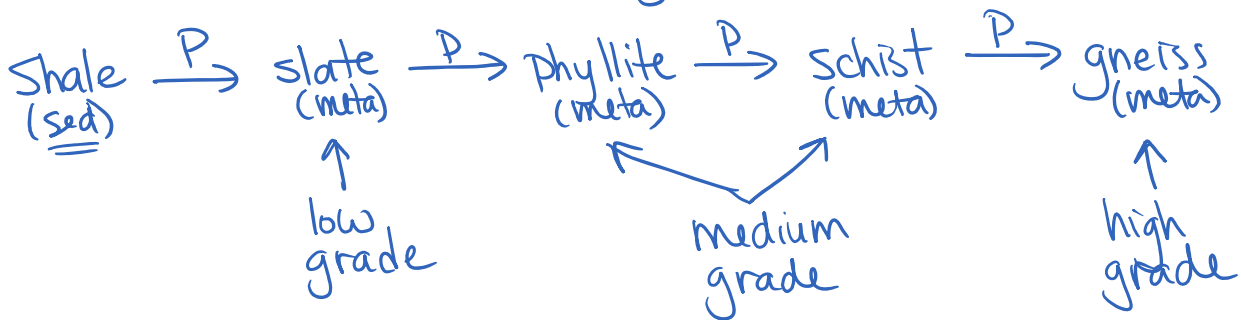 Shale P slate P phyllite P schist P gneiss
(sed) (meta) (meta) (meta) (meta)
low grade
medium grade
high grade